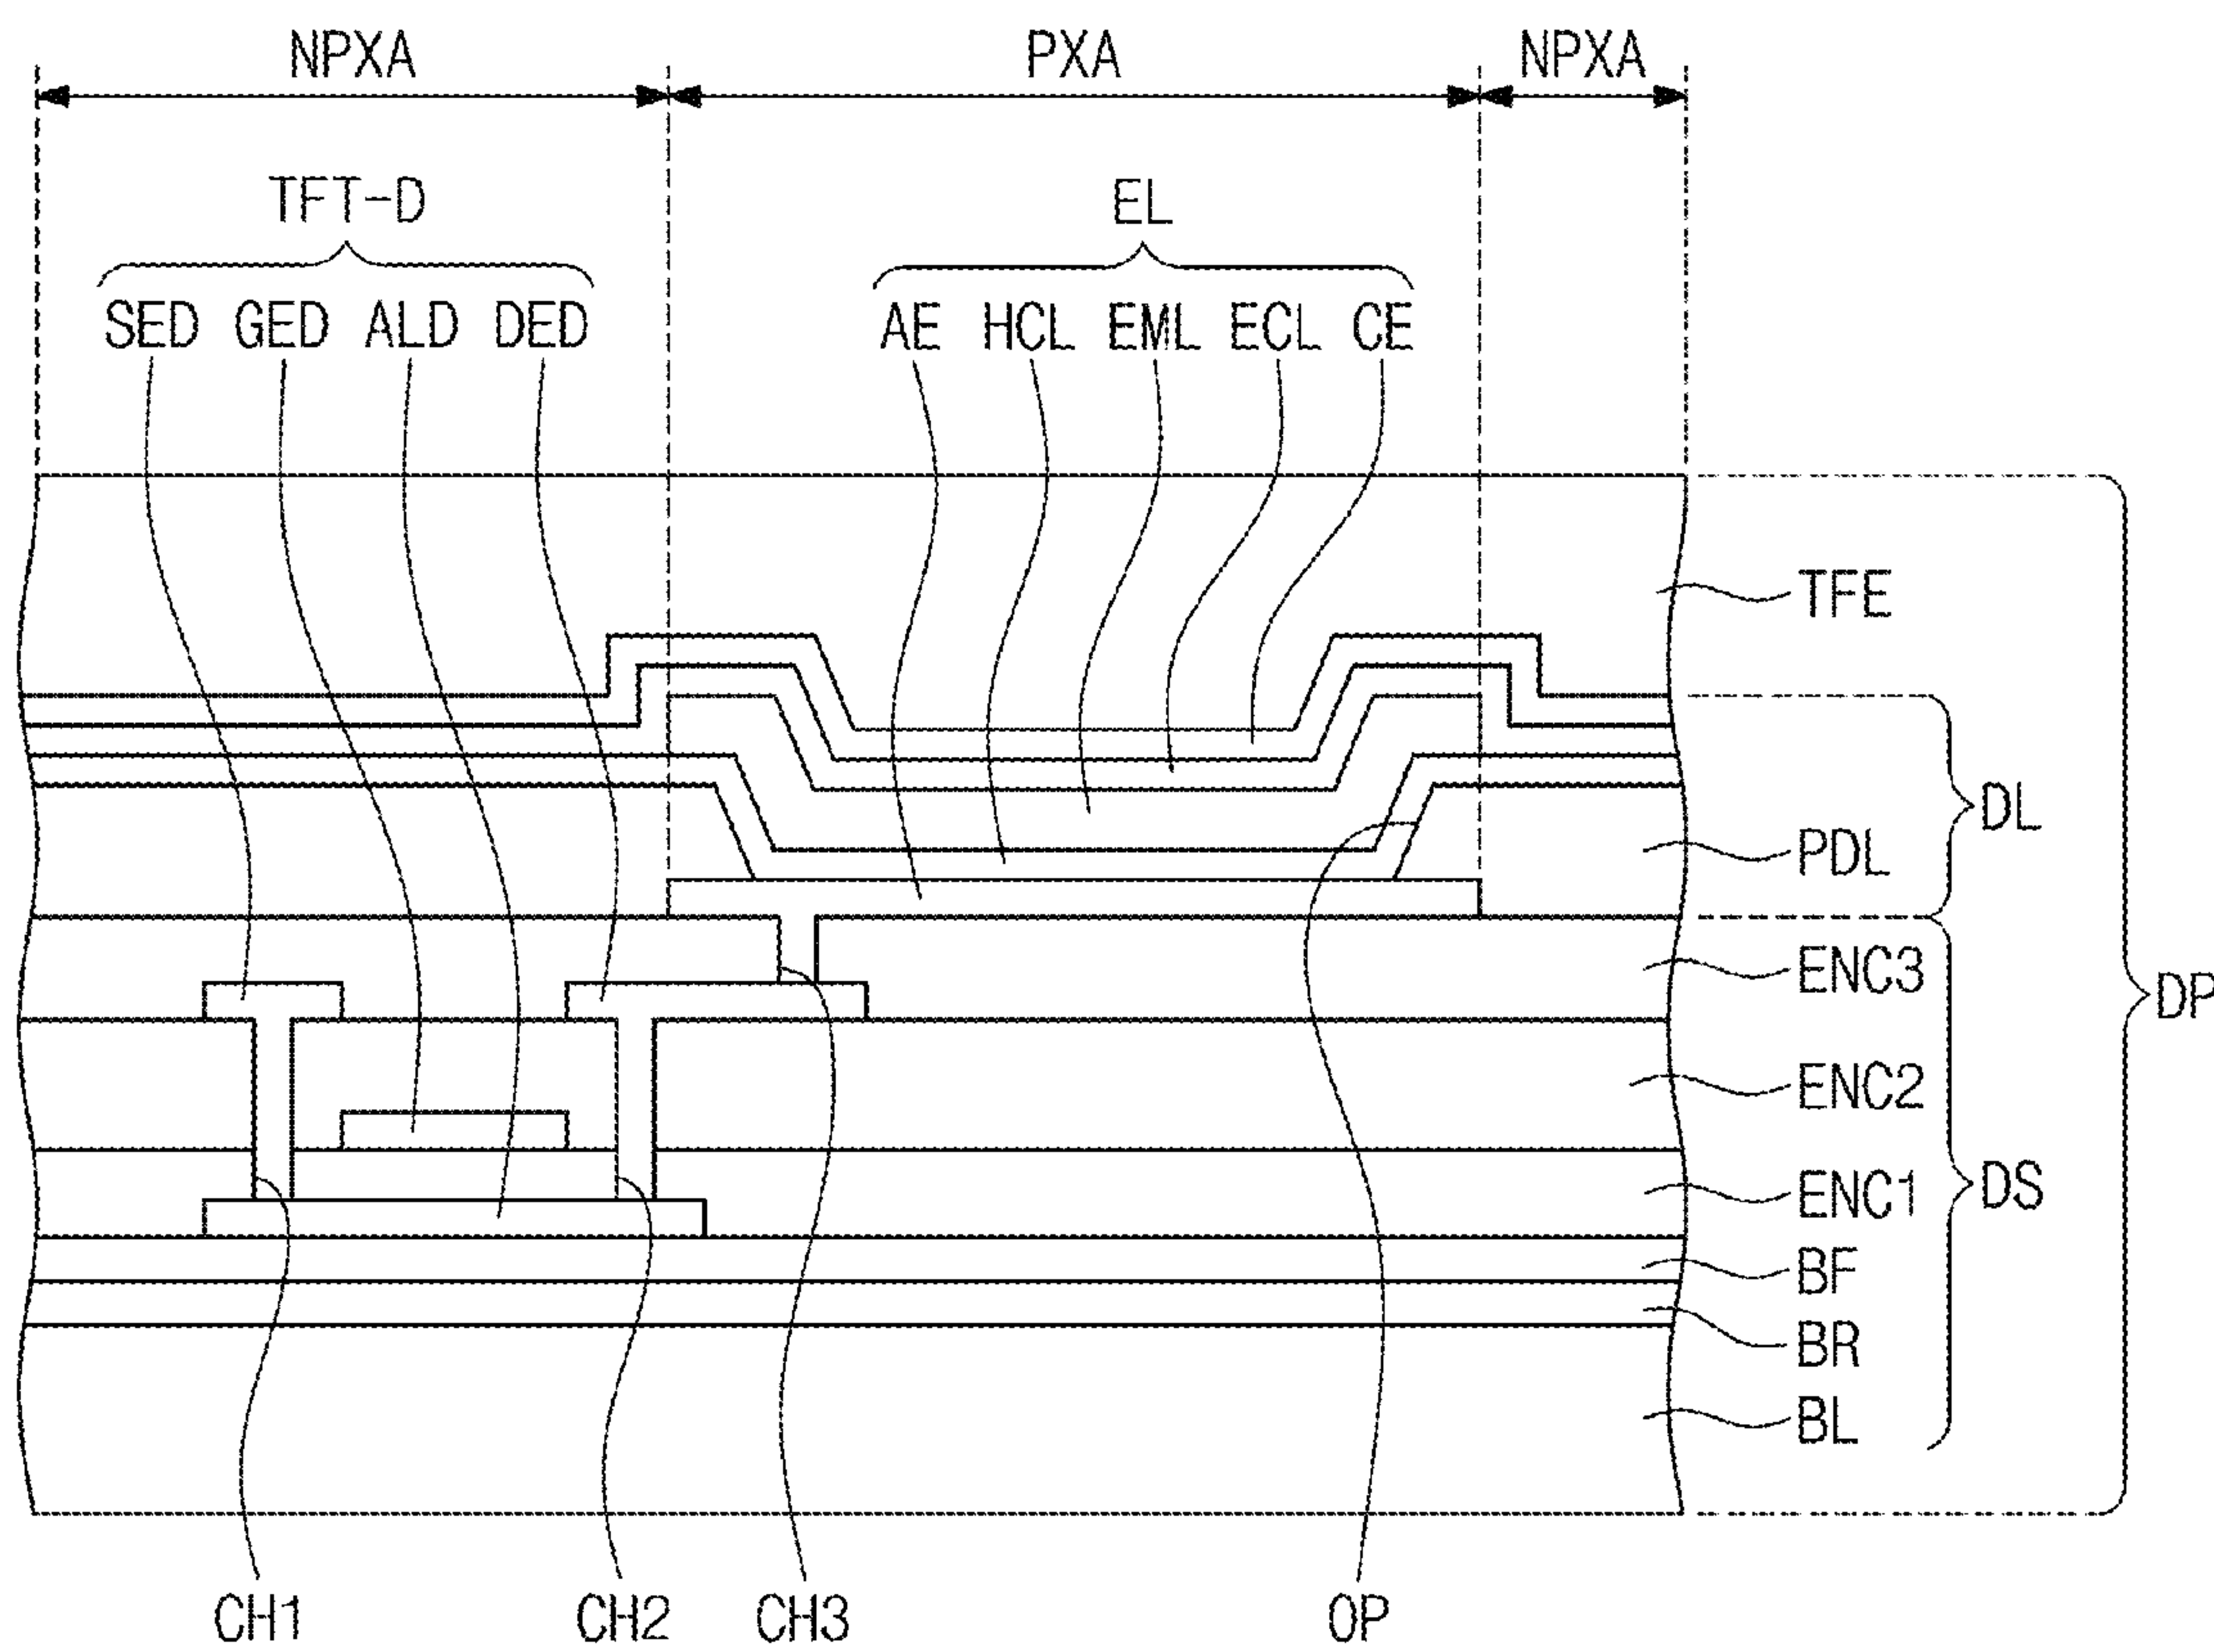 NPXA PXA NPXA
TFT-D EL
SED GED ALD DED AE HCL EML ECL CE
TFE
DL
PDL
ENC3
DP
ENC2
ENC1 DS
BF
BR
BL
CH1 CH2 CH3 OP